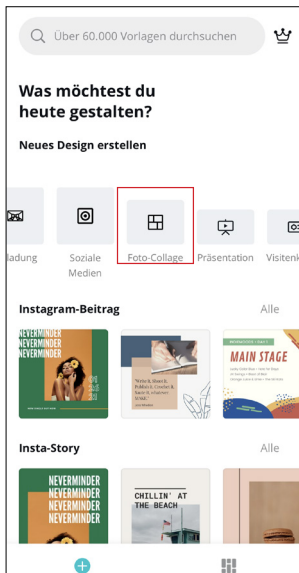 Über 60.000 Vorlagen durchsuchen
Was möchtest du
heute gestalten?
Neues Design erstellen
ladung
Soziale
Medien
Foto-Collage
Präsentation
Visitenk
Instagram-Beitrag
Alle
NEVERMINDER
NEVERMINDER
NEVERMINDER
MAIN STAGE
Insta-Story
Alle
NEVERMINDER
NEVERMINDER
NEVERMINDER
NEVERMINDER
CHILLIN' AT
THE BEACH